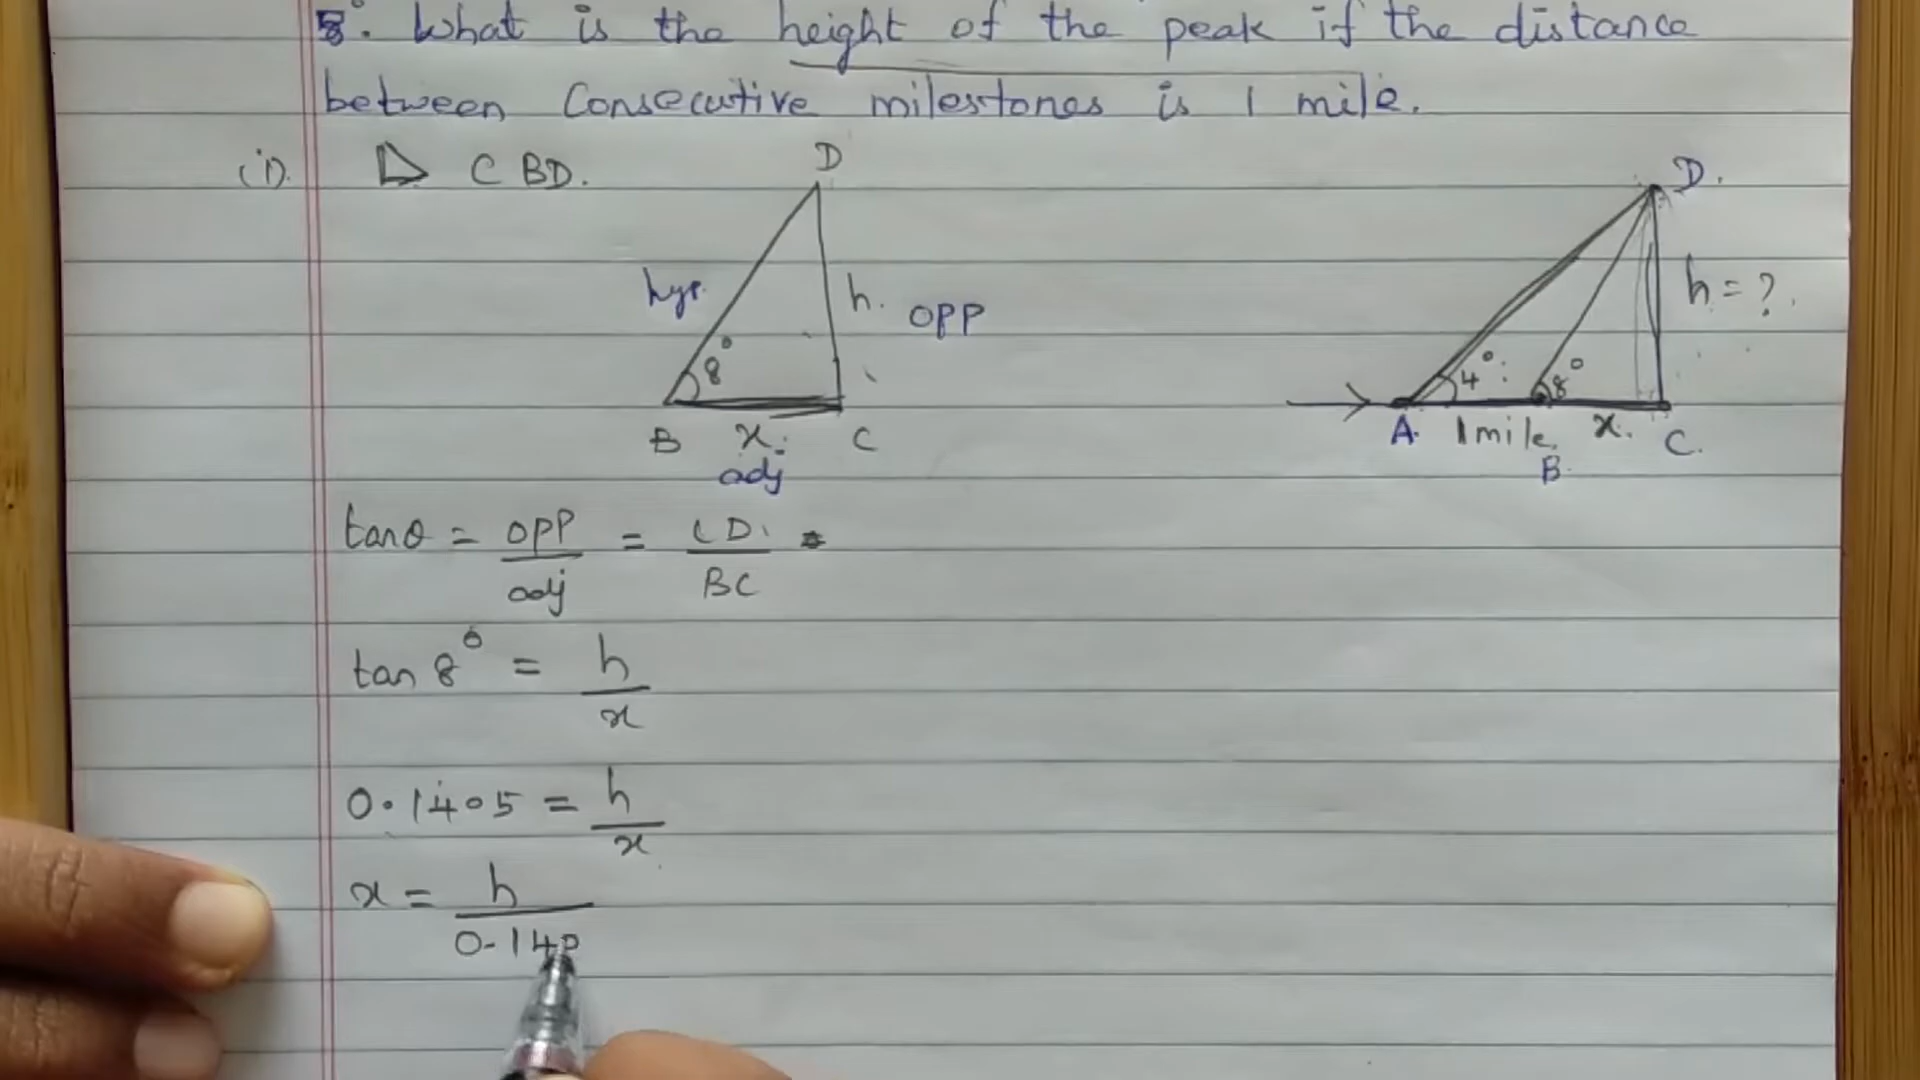 8°. What is the height of the peak if the distance
between Consecutive milestones is 1 mile.
(i). CBD.
D
hyp.
h. OPP
8°
B x. C
adj
D.
h = ?.
4° 8°
A. 1 mile. x. C.
B.
tanθ = OPP / adj = CD / BC
tan 8° = h / x
0.1405 = h / x
x = h / 0.140